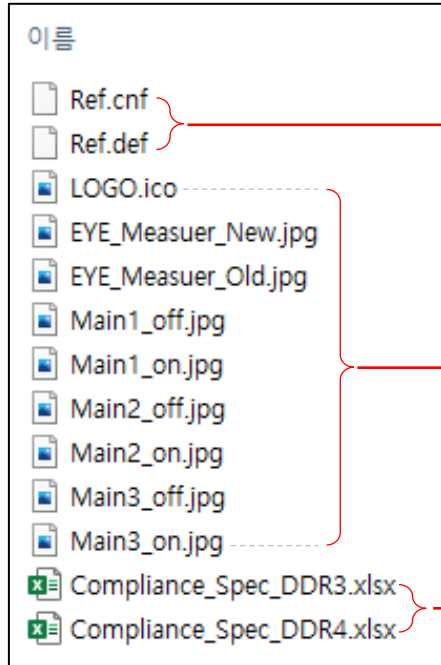 이름
Ref.cnf
Ref.def
LOGO.ico
EYE_Measuer_New.jpg
EYE_Measuer_Old.jpg
Main1_off.jpg
Main1_on.jpg
Main2_off.jpg
Main2_on.jpg
Main3_off.jpg
Main3_on.jpg
Compliance_Spec_DDR3.xlsx
Compliance_Spec_DDR4.xlsx